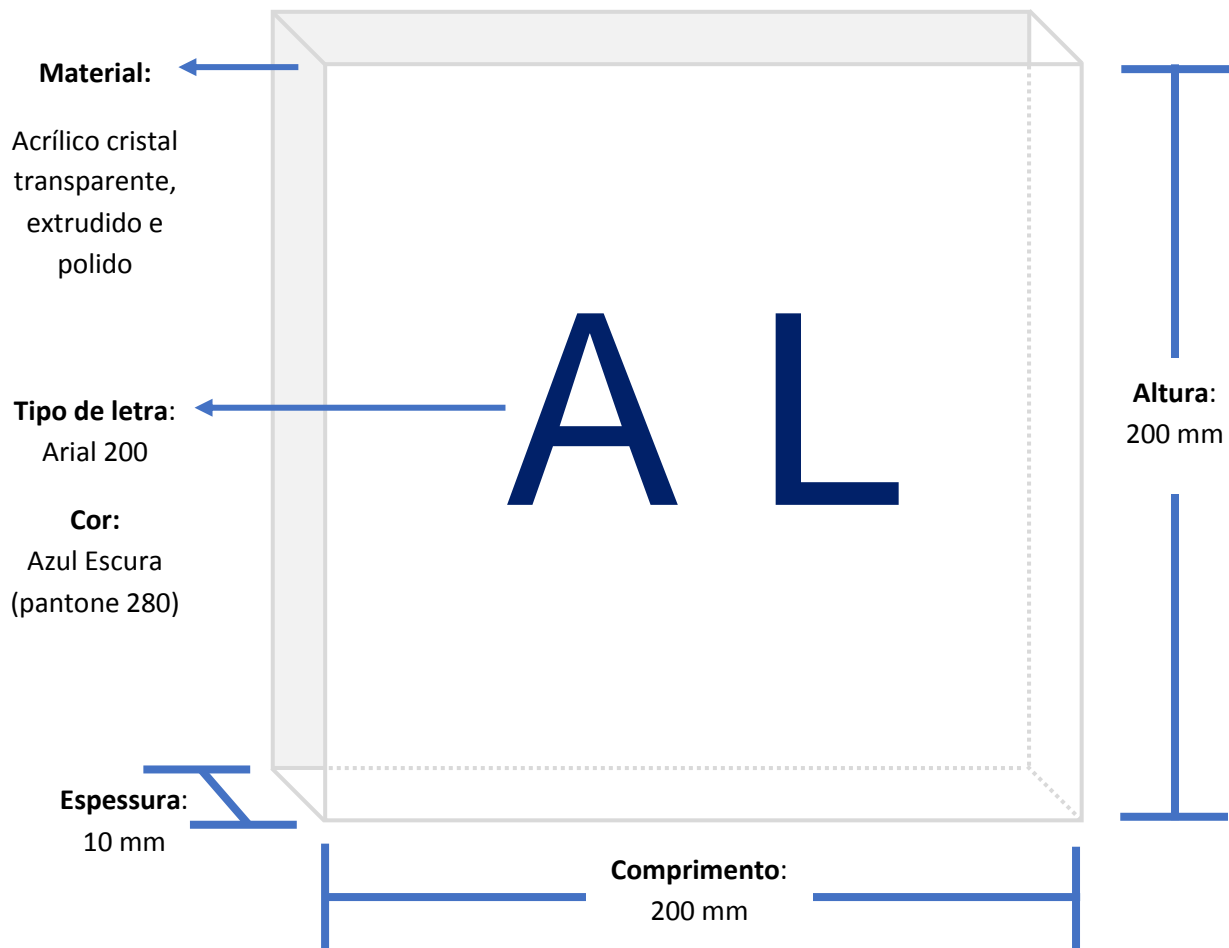 Material:
Acrílico cristal
transparente,
extrudido e
polido
A L
Tipo de letra:
Arial 200
Cor:
Azul Escura
(pantone 280)
Altura:
200 mm
Espessura:
10 mm
Comprimento:
200 mm